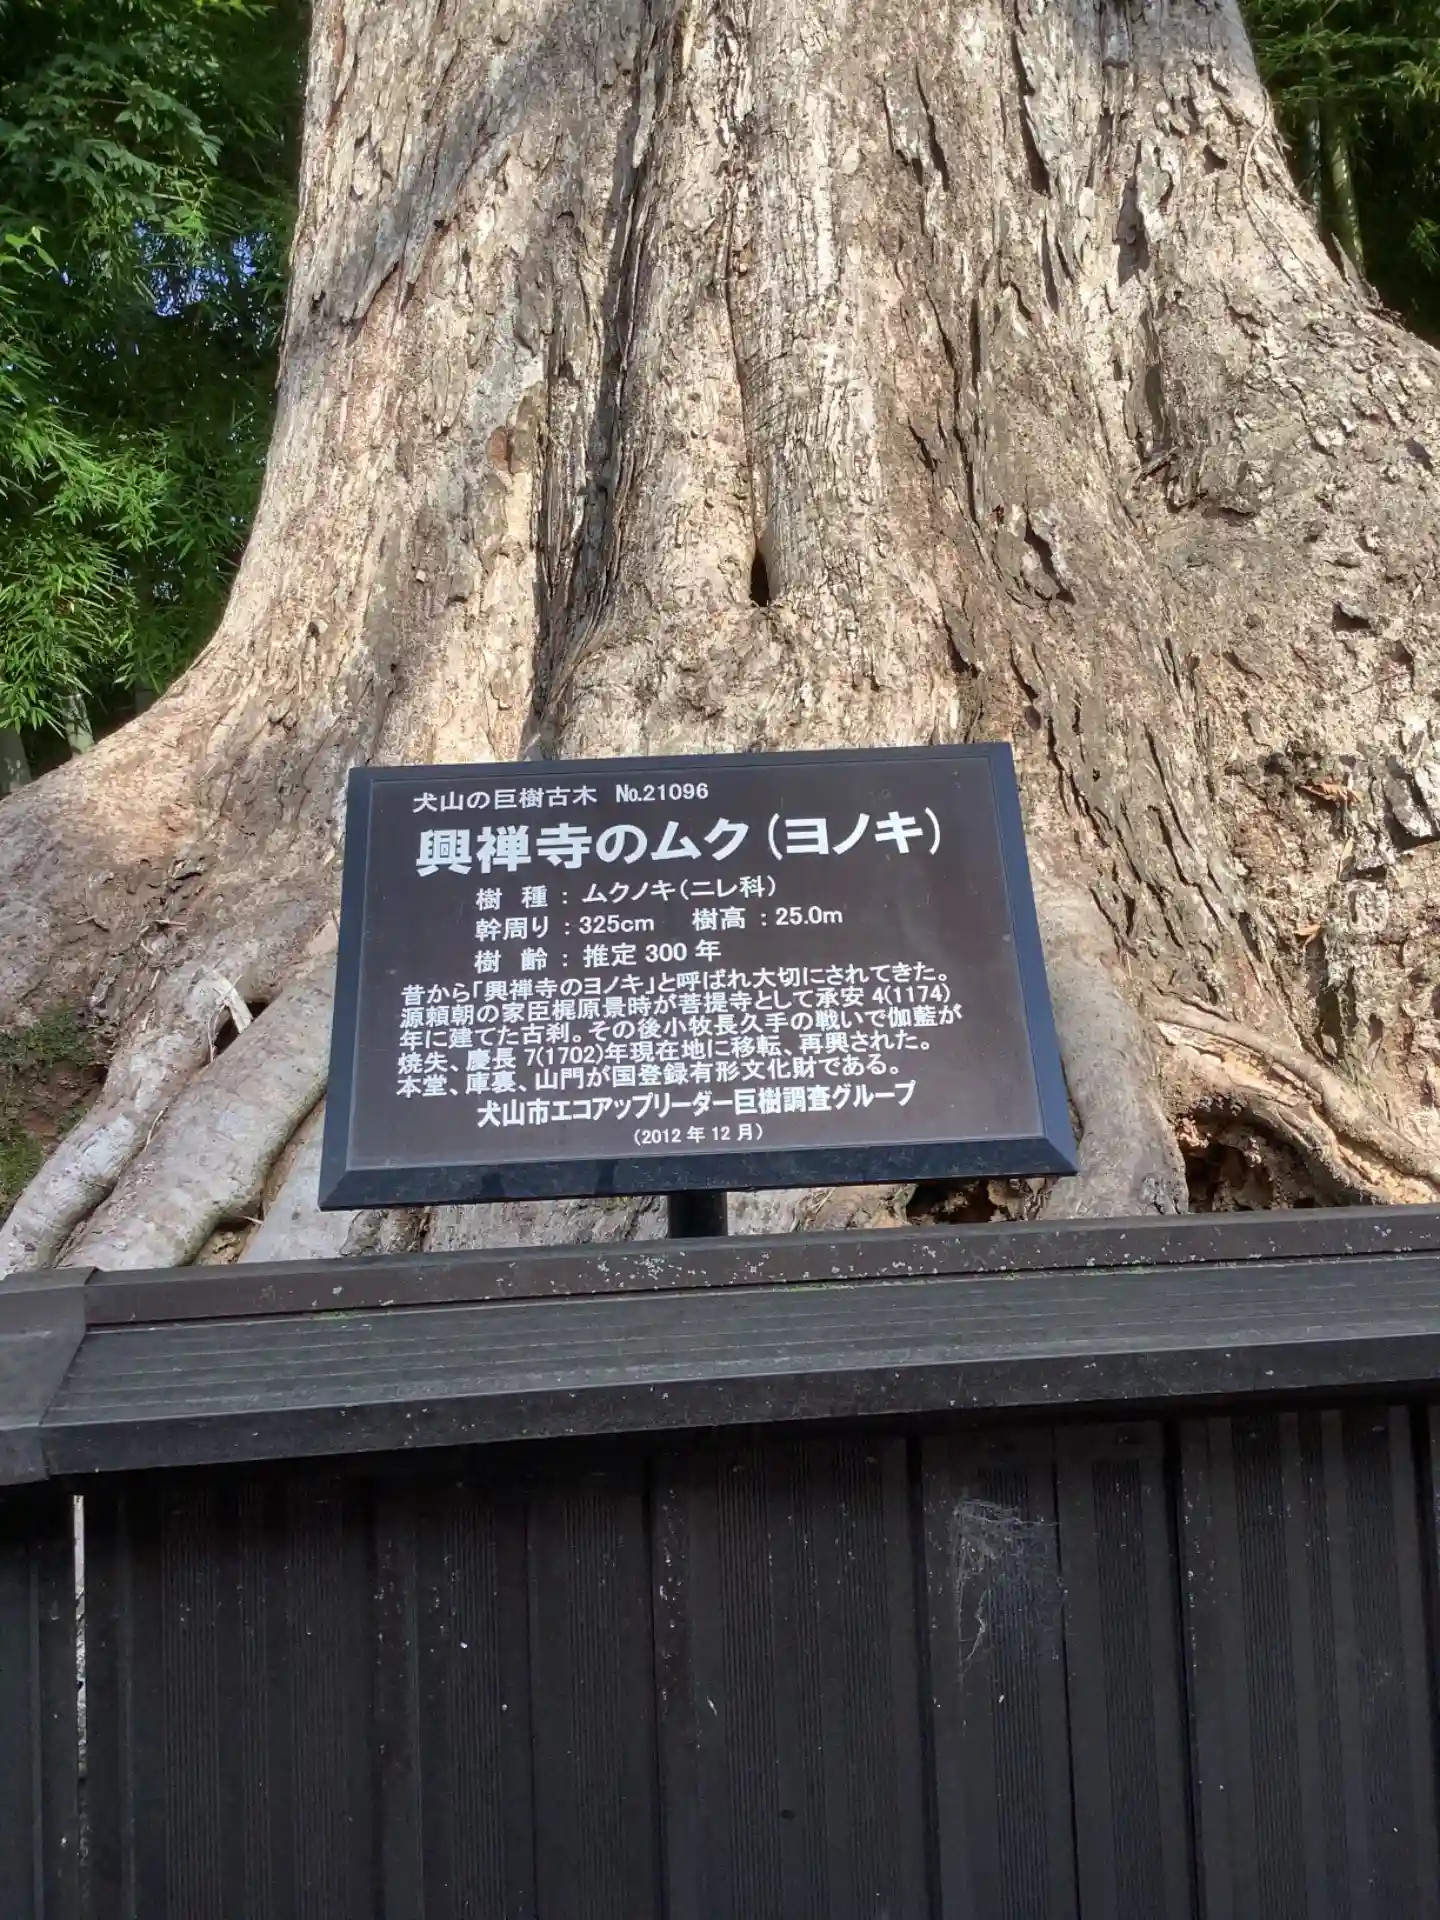 犬山の巨樹古木 №21096
興禅寺のムク(ヨノキ)
樹 種 : ムクノキ(ニレ科)
幹周り : 325cm 樹高 : 25.0m
樹 齢 : 推定 300 年
昔から「興禅寺のヨノキ」と呼ばれ大切にされてきた。
源頼朝の家臣梶原景時が菩提寺として承安 4(1174)
年に建てた古刹。その後小牧長久手の戦いで伽藍が
焼失、慶長 7(1702)年現在地に移転、再興された。
本堂、庫裏、山門が国登録有形文化財である。
犬山市エコアップリーダー巨樹調査グループ
(2012 年 12 月)